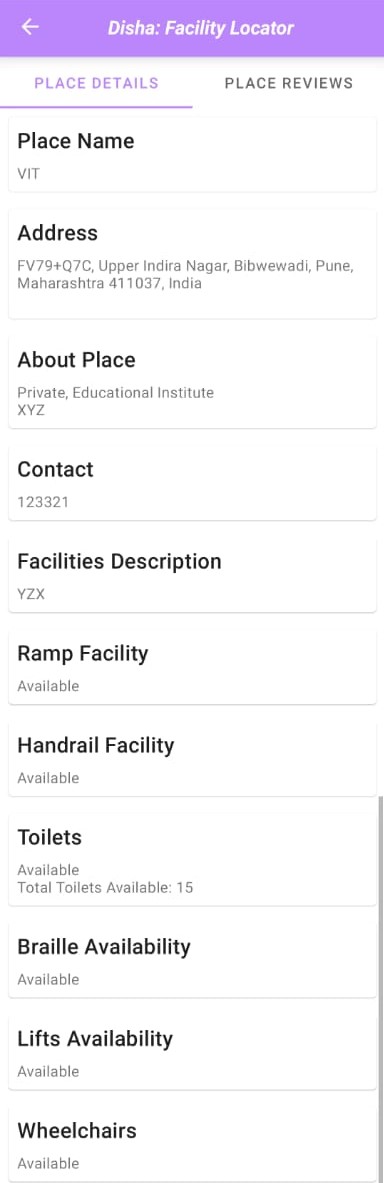 Disha: Facility Locator
PLACE DETAILS PLACE REVIEWS
Place Name
VIT
Address
FV79+Q7C, Upper Indira Nagar, Bibwewadi, Pune,
Maharashtra 411037, India
About Place
Private, Educational Institute
XYZ
Contact
123321
Facilities Description
YZX
Ramp Facility
Available
Handrail Facility
Available
Toilets
Available
Total Toilets Available: 15
Braille Availability
Available
Lifts Availability
Available
Wheelchairs
Available